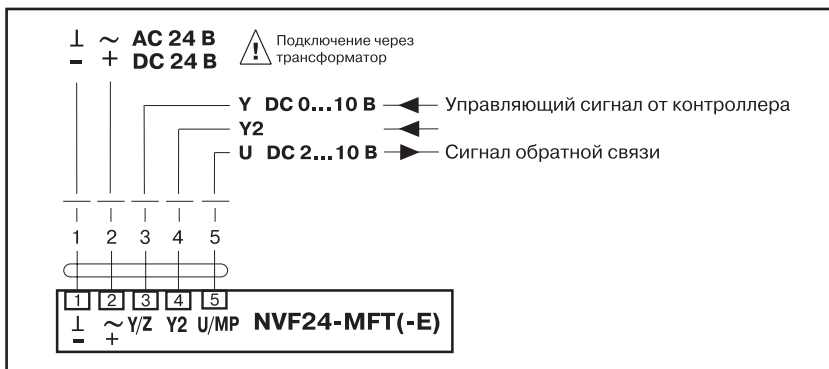 ⊥ ~ AC 24 В
– + DC 24 В
Подключение через
трансформатор
Y DC 0...10 В Управляющий сигнал от контроллера
Y2
U DC 2...10 В Сигнал обратной связи
1 2 3 4 5
1 2 3 4 5
⊥ ~ Y/Z Y2 U/MP NVF24-MFT(-E)
– +